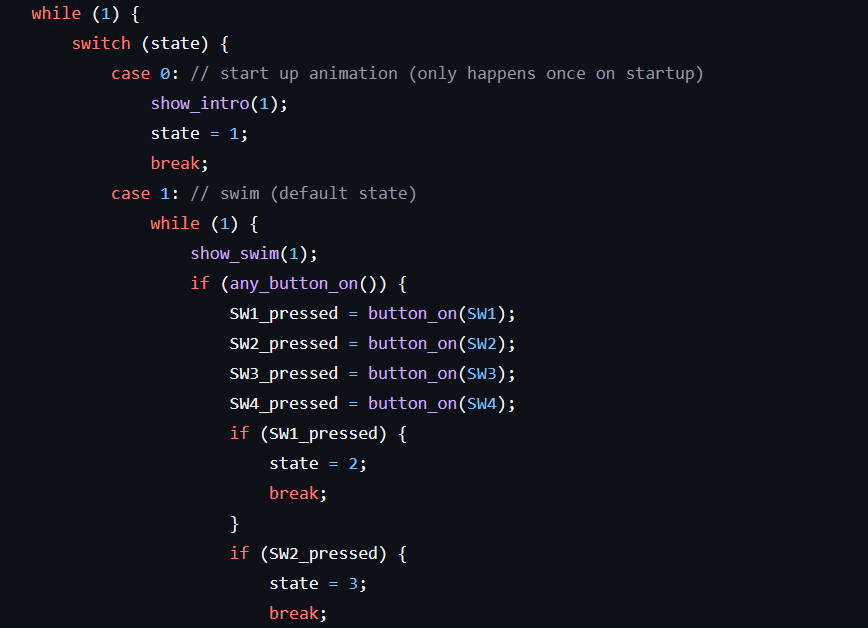 while (1) {
    switch (state) {
        case 0: // start up animation (only happens once on startup)
            show_intro(1);
            state = 1;
            break;
        case 1: // swim (default state)
            while (1) {
                show_swim(1);
                if (any_button_on()) {
                    SW1_pressed = button_on(SW1);
                    SW2_pressed = button_on(SW2);
                    SW3_pressed = button_on(SW3);
                    SW4_pressed = button_on(SW4);
                    if (SW1_pressed) {
                        state = 2;
                        break;
                    }
                    if (SW2_pressed) {
                        state = 3;
                        break;